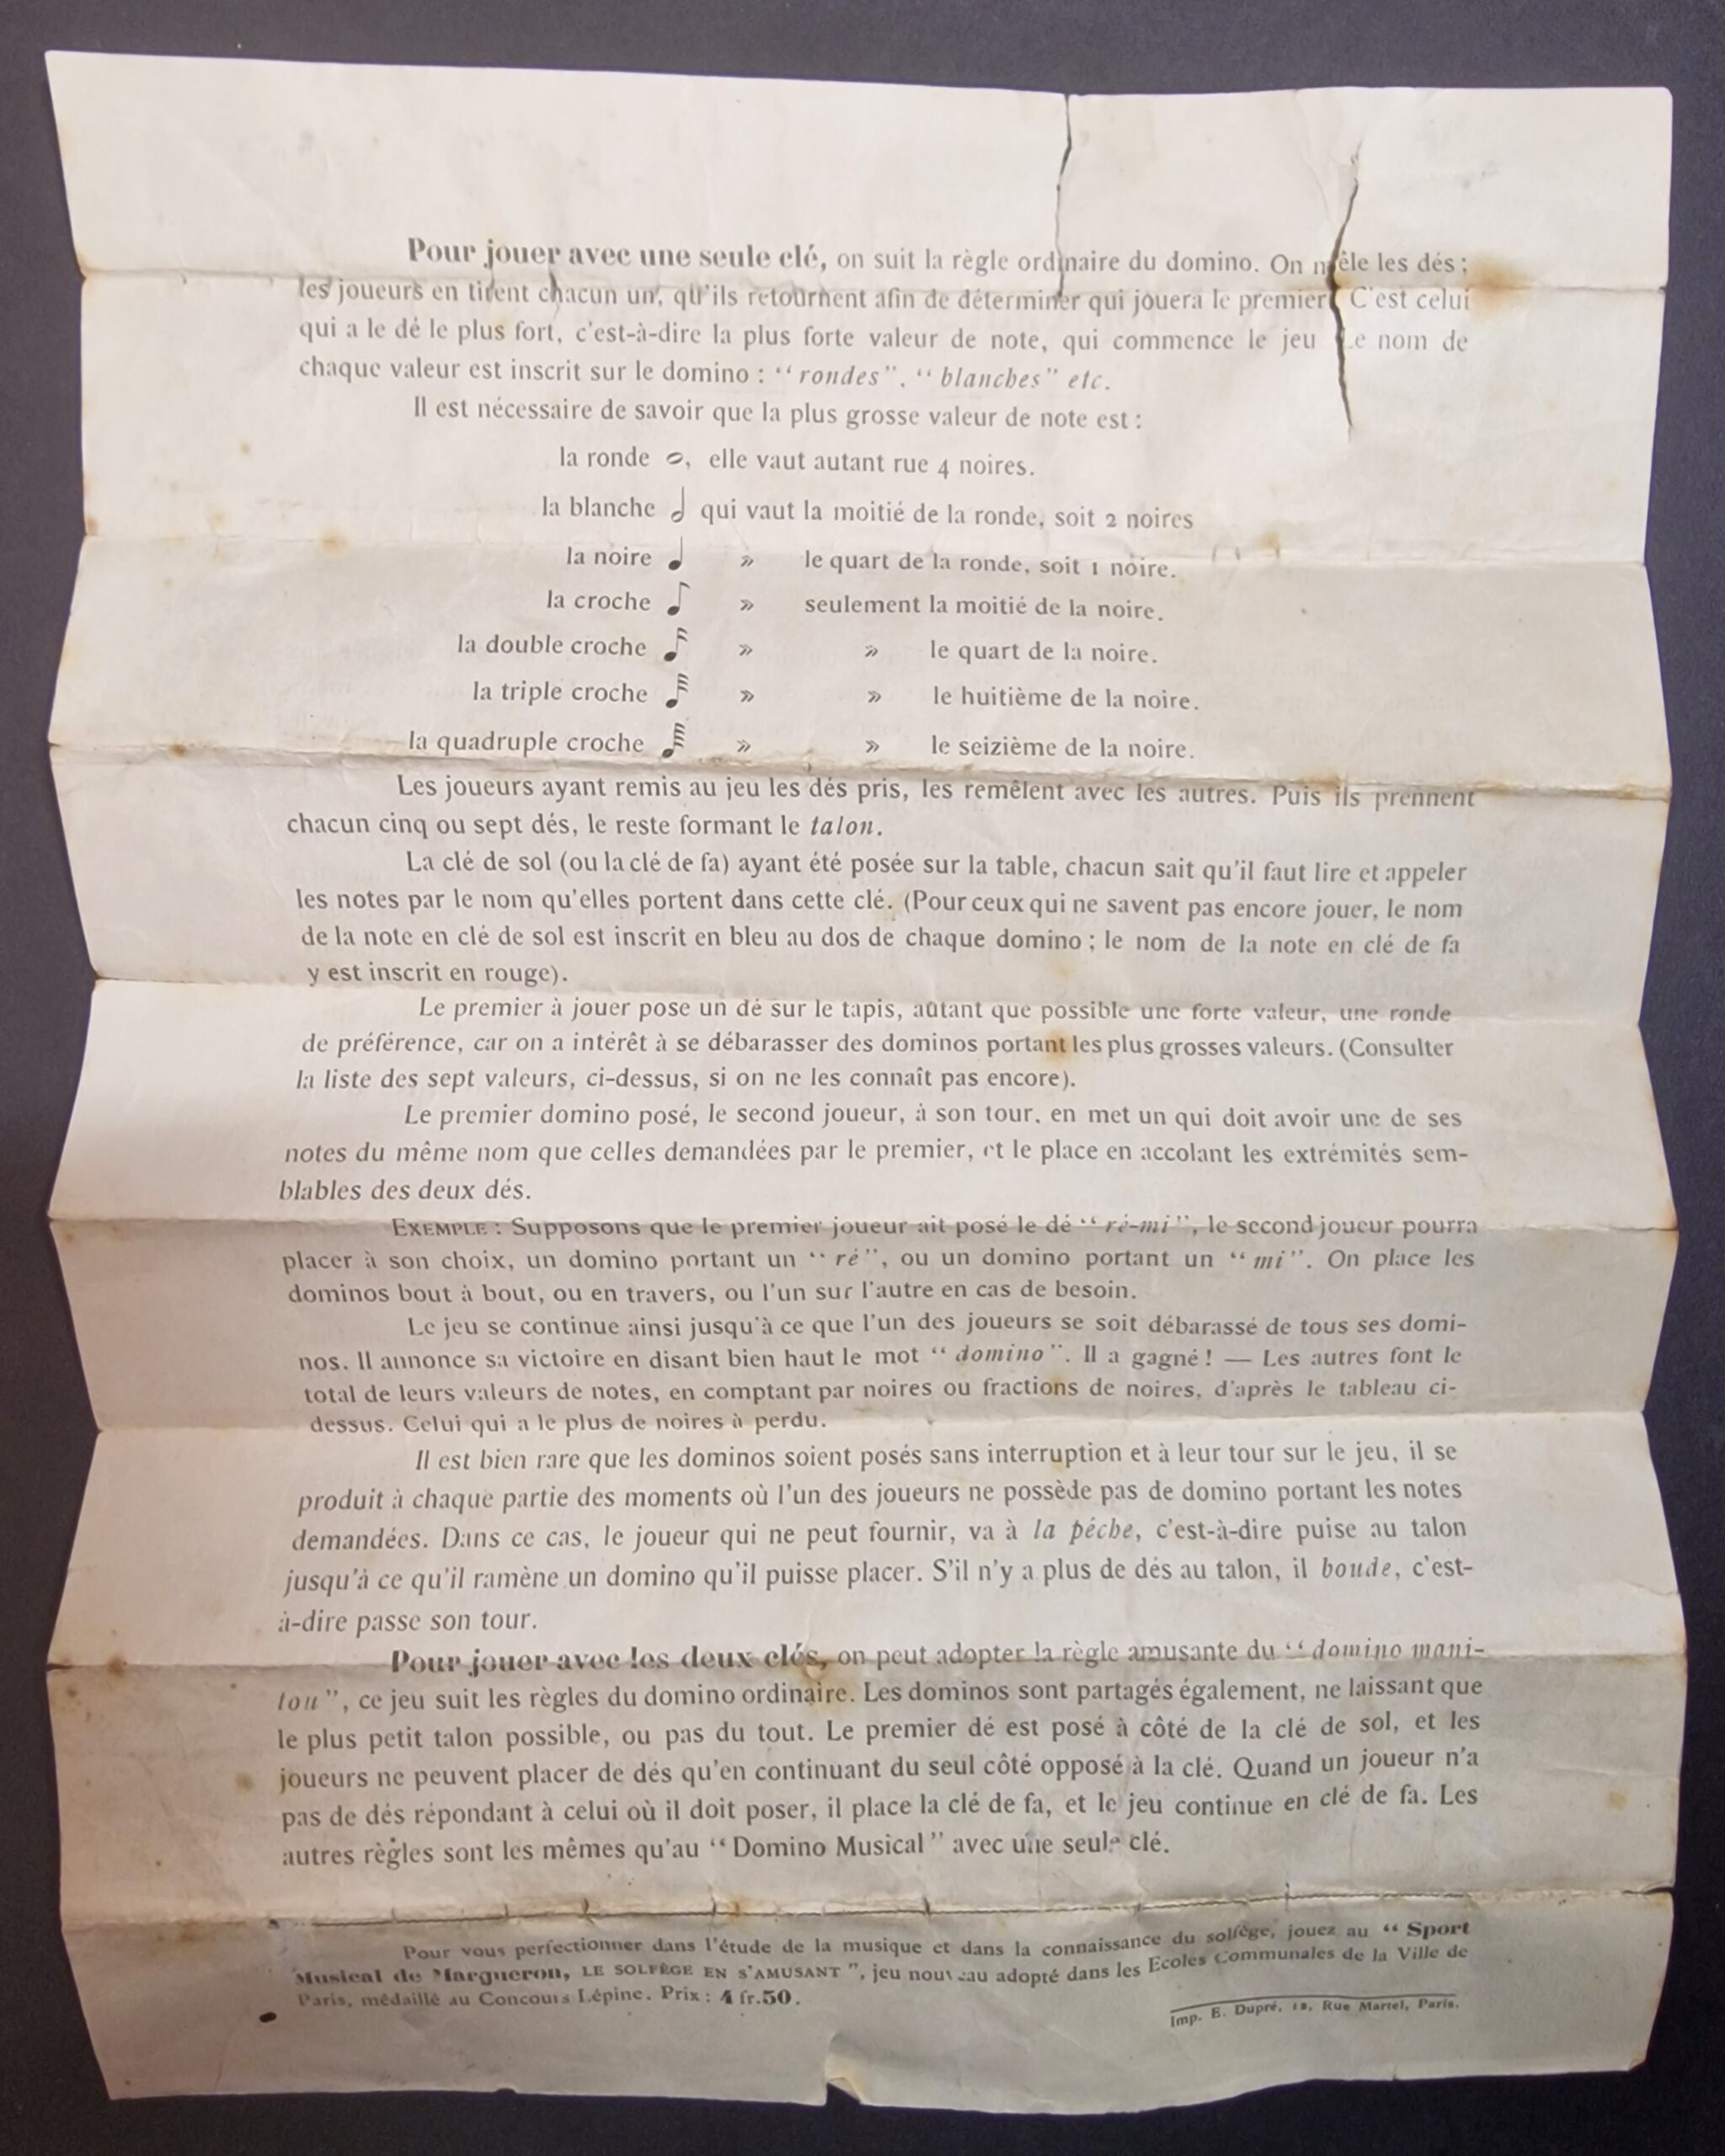 Pour jouer avec une seule clé, on suit la règle ordinaire du domino. On mêle les dés;
les joueurs en tirent chacun un, qu'ils retournent afin de déterminer qui jouera le premier. C'est celui
qui a le dé le plus fort, c'est-à-dire la plus forte valeur de note, qui commence le jeu Le nom de
chaque valeur est inscrit sur le domino : “ rondes”. “ blanches” etc.
Il est nécessaire de savoir que la plus grosse valeur de note est :
la ronde , elle vaut autant rue 4 noires.
la blanche qui vaut la moitié de la ronde, soit 2 noires
la noire » le quart de la ronde, soit 1 noire.
la croche » seulement la moitié de la noire.
la double croche » » le quart de la noire.
la triple croche » » le huitième de la noire.
la quadruple croche » » le seizième de la noire.
Les joueurs ayant remis au jeu les dés pris, les remêlent avec les autres. Puis ils prennent
chacun cinq ou sept dés, le reste formant le talon.
La clé de sol (ou la clé de fa) ayant été posée sur la table, chacun sait qu'il faut lire et appeler
les notes par le nom qu'elles portent dans cette clé. (Pour ceux qui ne savent pas encore jouer, le nom
de la note en clé de sol est inscrit en bleu au dos de chaque domino ; le nom de la note en clé de fa
y est inscrit en rouge).
Le premier à jouer pose un dé sur le tapis, autant que possible une forte valeur, une ronde
de préférence, car on a intérêt à se débarasser des dominos portant les plus grosses valeurs. (Consulter
la liste des sept valeurs, ci-dessus, si on ne les connaît pas encore).
Le premier domino posé, le second joueur, à son tour, en met un qui doit avoir une de ses
notes du même nom que celles demandées par le premier, et le place en accolant les extrémités sem-
blables des deux dés.
EXEMPLE : Supposons que le premier joueur ait posé le dé “ ré-mi”, le second joueur pourra
placer à son choix, un domino portant un “ ré”, ou un domino portant un “ mi”. On place les
dominos bout à bout, ou en travers, ou l'un sur l'autre en cas de besoin.
Le jeu se continue ainsi jusqu'à ce que l'un des joueurs se soit débarassé de tous ses domi-
nos. Il annonce sa victoire en disant bien haut le mot “ domino”. Il a gagné ! — Les autres font le
total de leurs valeurs de notes, en comptant par noires ou fractions de noires, d'après le tableau ci-
dessus. Celui qui a le plus de noires à perdu.
Il est bien rare que les dominos soient posés sans interruption et à leur tour sur le jeu, il se
produit à chaque partie des moments où l'un des joueurs ne possède pas de domino portant les notes
demandées. Dans ce cas, le joueur qui ne peut fournir, va à la pêche, c'est-à-dire puise au talon
jusqu'à ce qu'il ramène un domino qu'il puisse placer. S'il n'y a plus de dés au talon, il boude, c'est-
à-dire passe son tour.
Pour jouer avec les deux clés, on peut adopter la règle amusante du “ domino mani-
tou”, ce jeu suit les règles du domino ordinaire. Les dominos sont partagés également, ne laissant que
le plus petit talon possible, ou pas du tout. Le premier dé est posé à côté de la clé de sol, et les
joueurs ne peuvent placer de dés qu'en continuant du seul côté opposé à la clé. Quand un joueur n'a
pas de dés répondant à celui où il doit poser, il place la clé de fa, et le jeu continue en clé de fa. Les
autres règles sont les mêmes qu'au “ Domino Musical” avec une seule clé.
Pour vous perfectionner dans l'étude de la musique et dans la connaissance du solfège, jouez au “ Sport
Musical de Margueron, LE SOLFÈGE EN S'AMUSANT ”, jeu nouveau adopté dans les Ecoles Communales de la Ville de
Paris, médaillé au Concours Lépine. Prix : 4 fr.50.
Imp. E. Dupré, 12, Rue Martel, Paris.